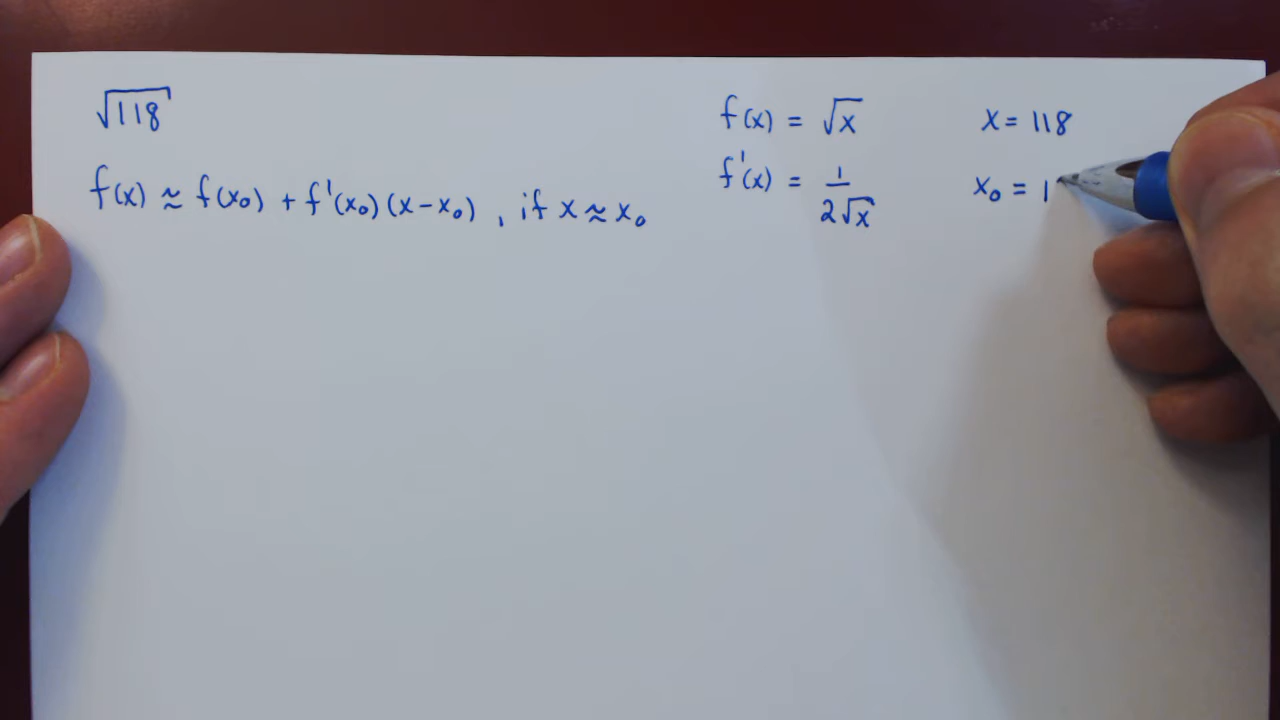 √118
f(x) ≈ f(x₀) + f'(x₀)(x-x₀) , if x ≈ x₀
f(x) = √x
f'(x) = 1/(2√x)
x = 118
x₀ = 1